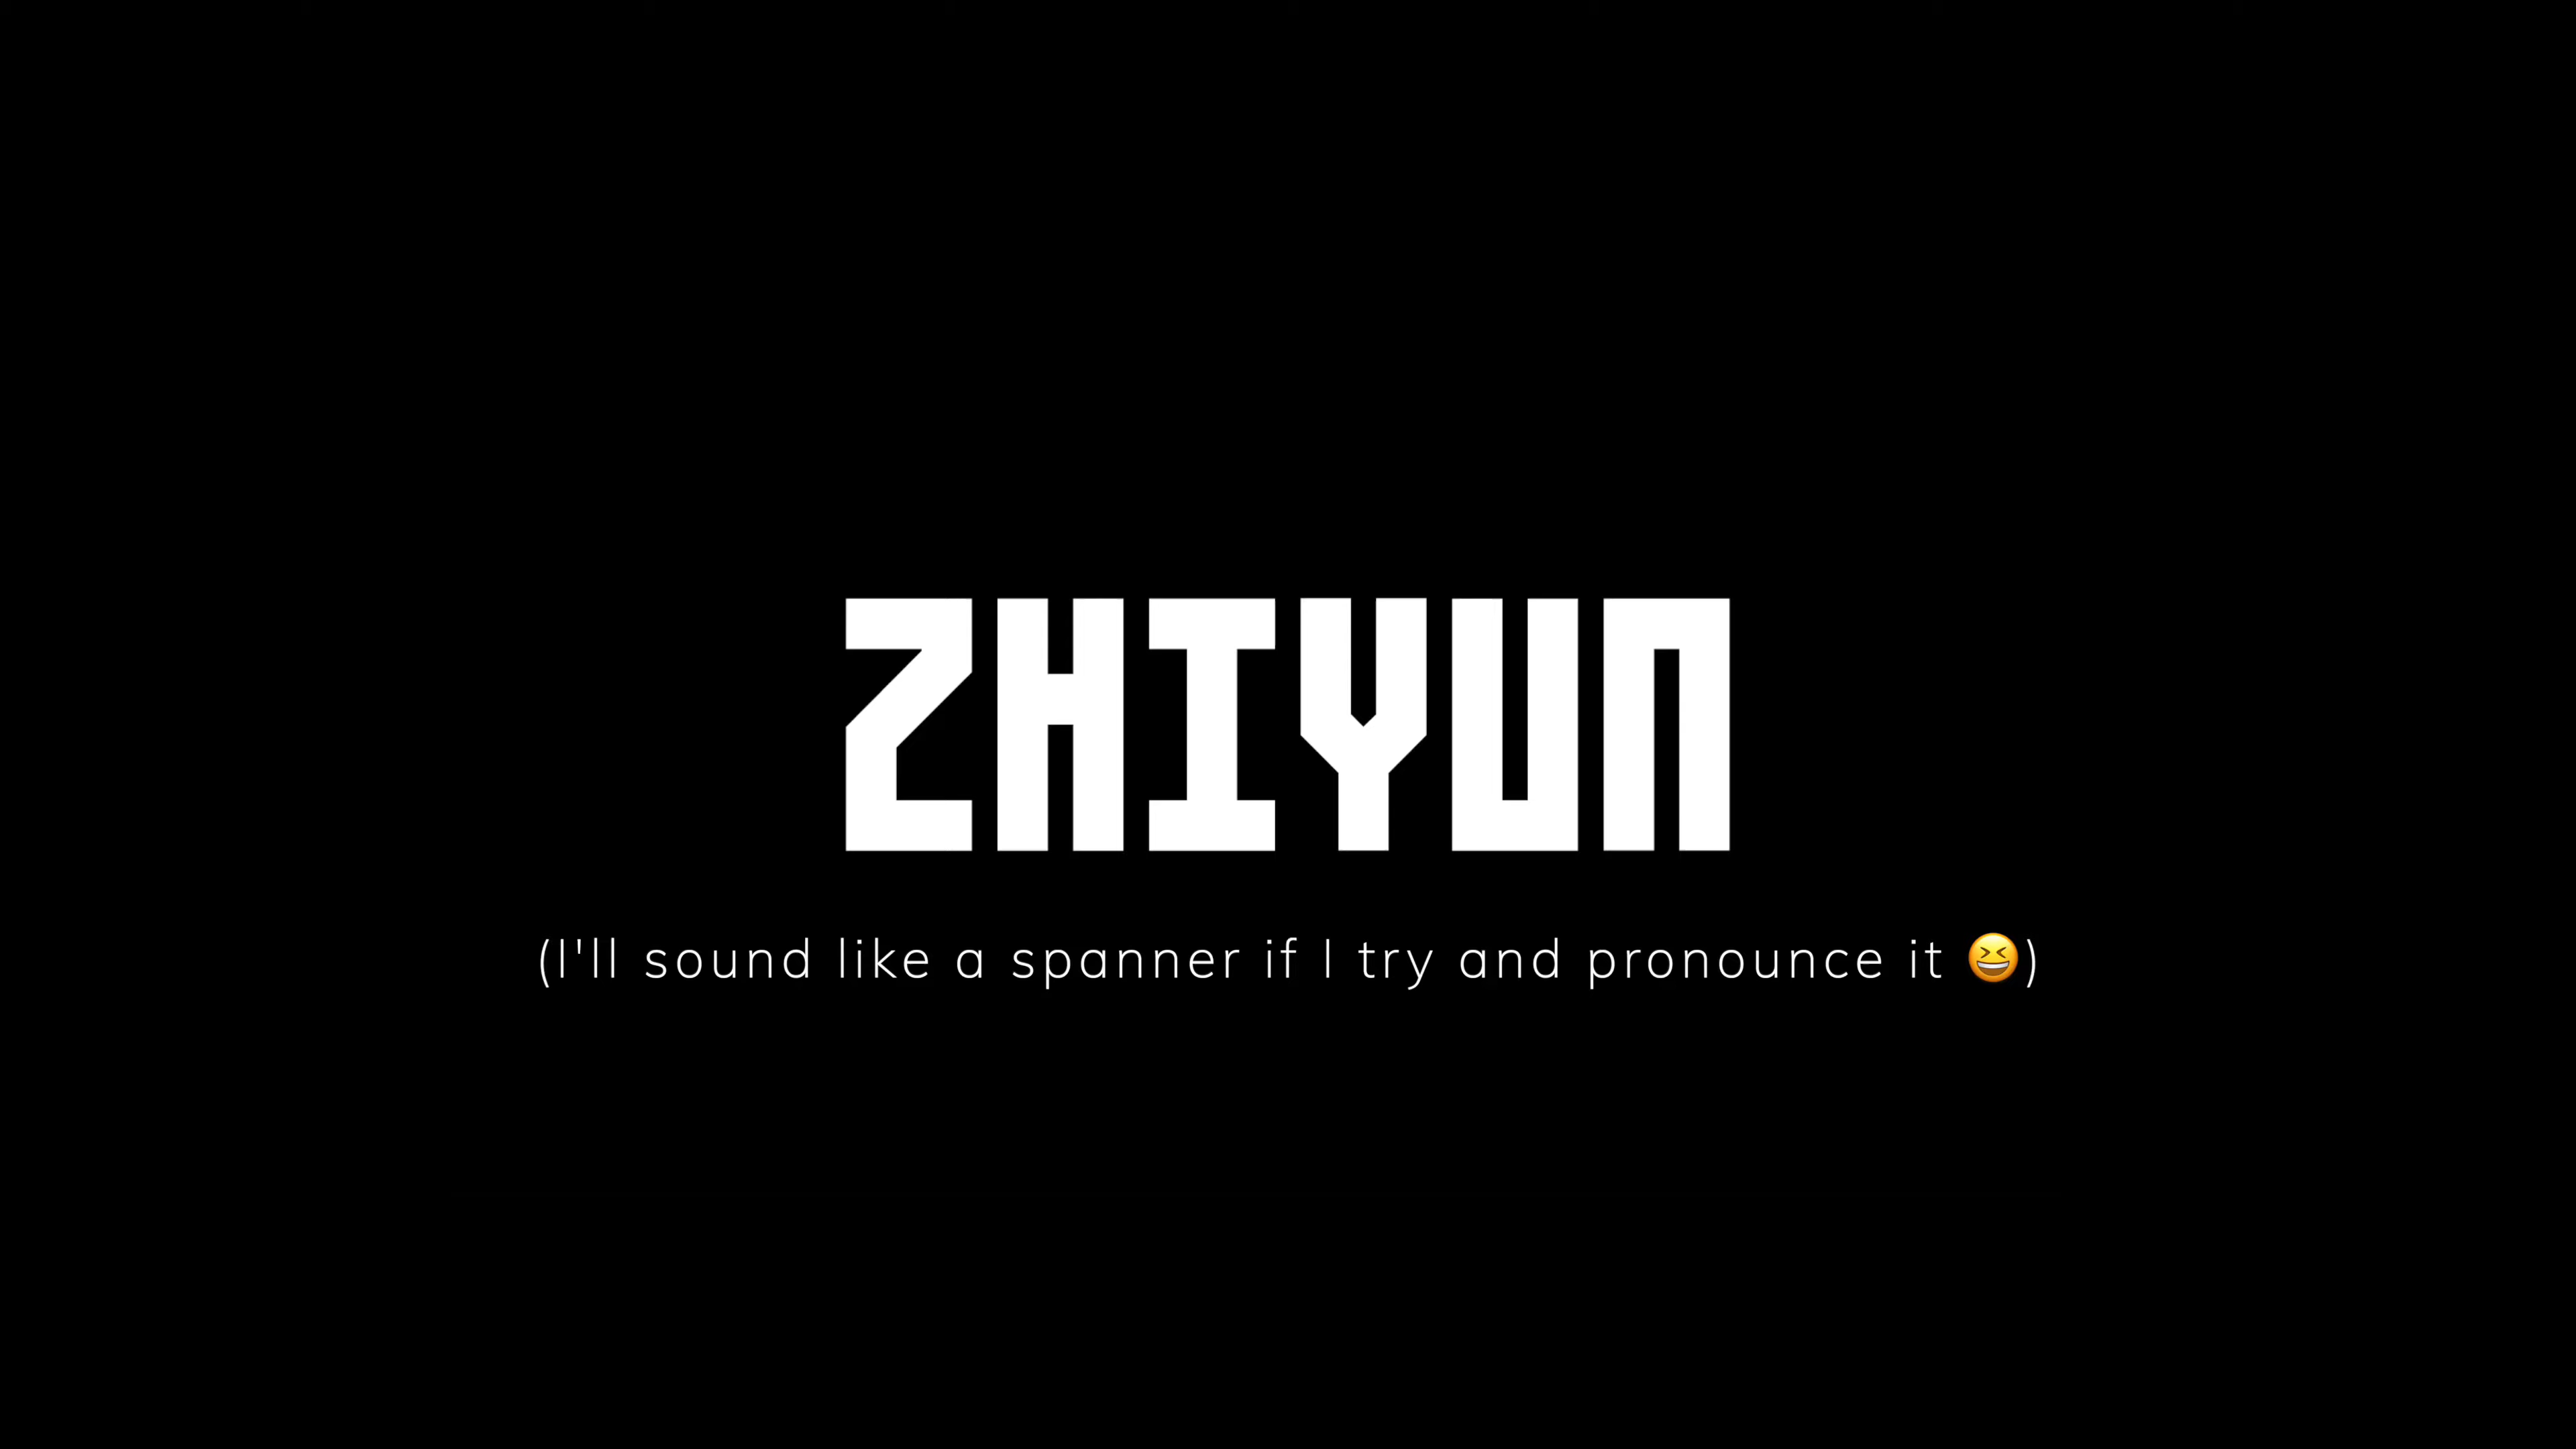 ZHIYUN
(I'll sound like a spanner if I try and pronounce it 😆)